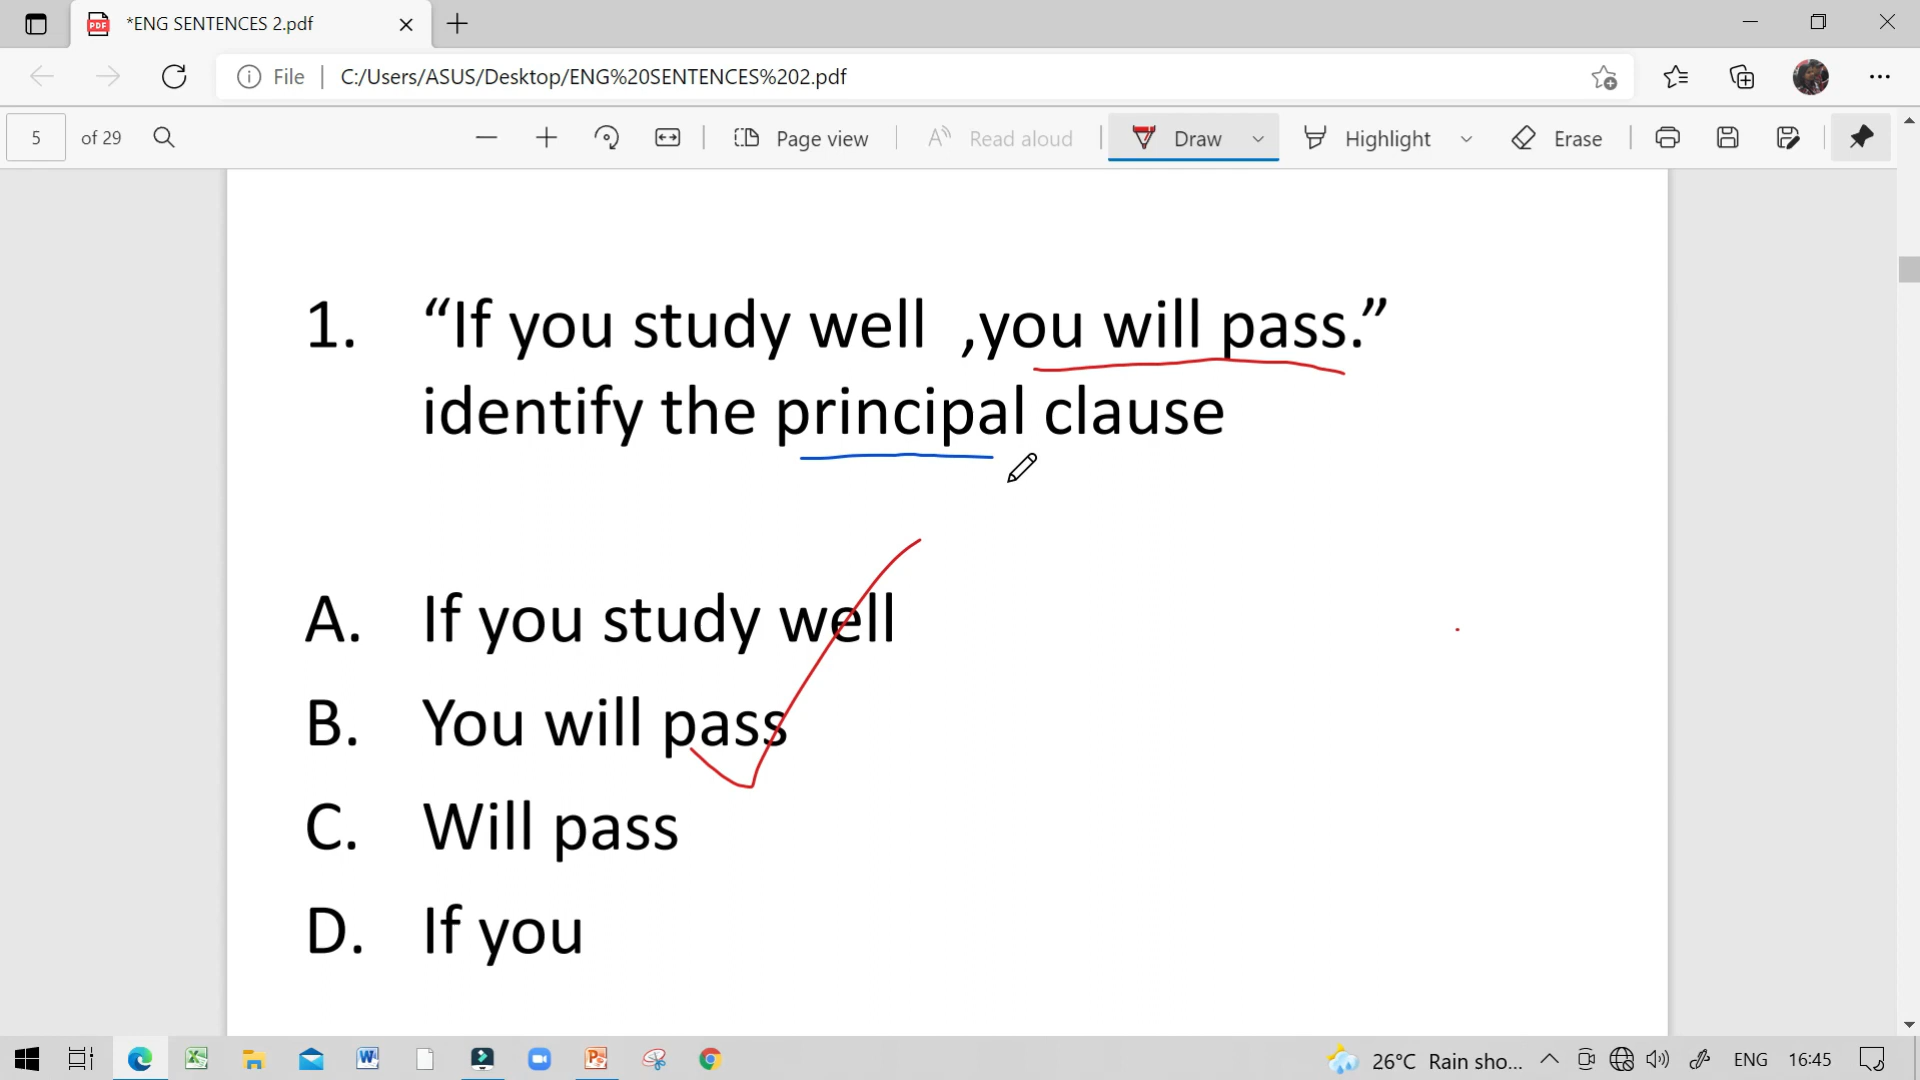 *ENG SENTENCES 2.pdf
File | C:/Users/ASUS/Desktop/ENG%20SENTENCES%202.pdf
5 of 29 Page view Read aloud Draw Highlight Erase
1. “If you study well ,you will pass.”
identify the principal clause
A. If you study well
B. You will pass
C. Will pass
D. If you
26°C Rain sho... ENG 16:45